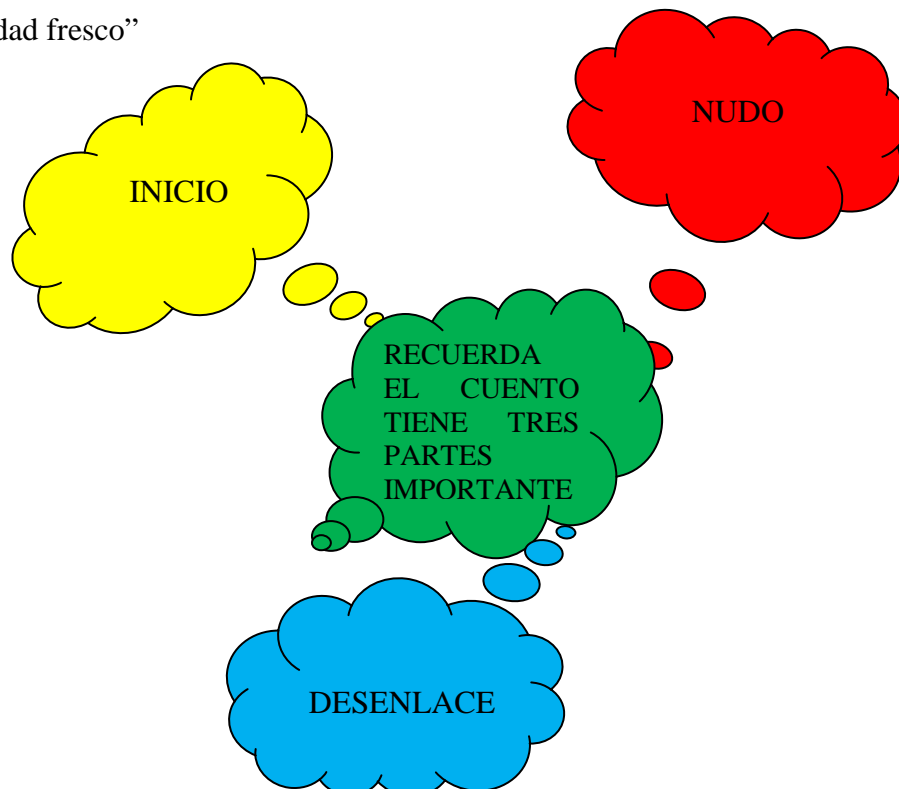 dad fresco”
NUDO
INICIO
RECUERDA
EL CUENTO
TIENE TRES
PARTES
IMPORTANTE
DESENLACE